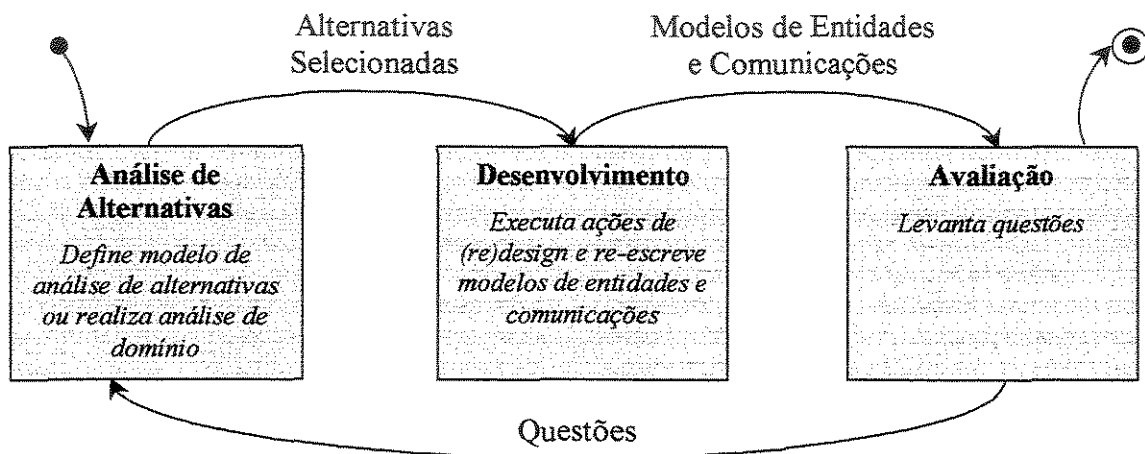 Alternativas
Selecionadas
Modelos de Entidades
e Comunicações
Análise de
Alternativas
Define modelo de
análise de alternativas
ou realiza análise de
domínio
Desenvolvimento
Executa ações de
(re)design e re-escreve
modelos de entidades e
comunicações
Avaliação
Levanta questões
Questões